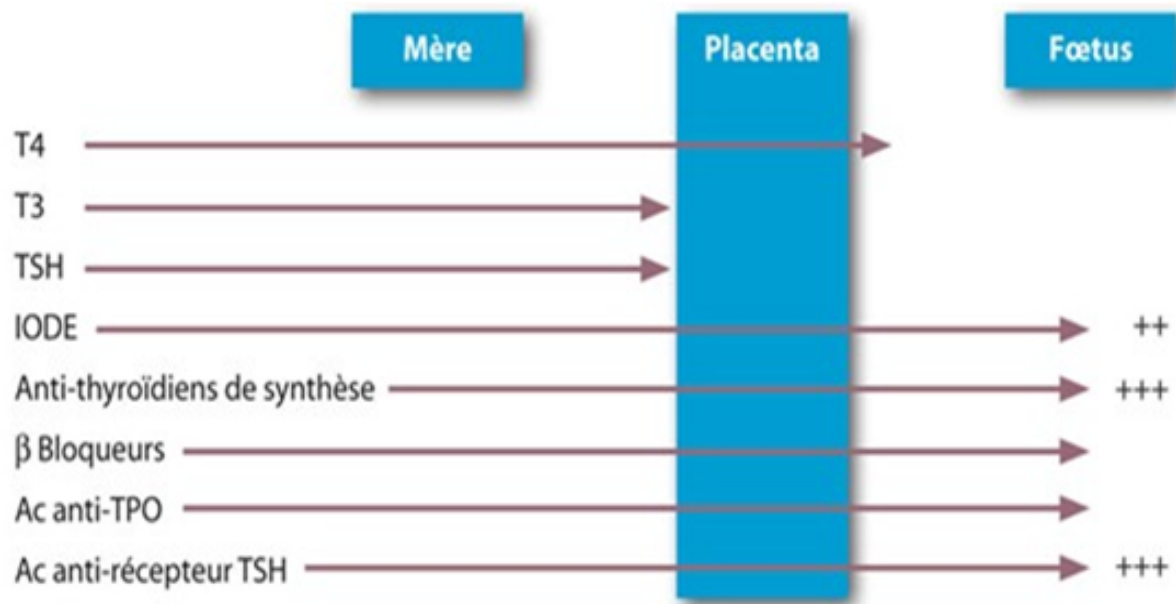 Mère Placenta Fœtus
T4
T3
TSH
IODE ++
Anti-thyroïdiens de synthèse +++
β Bloqueurs
Ac anti-TPO
Ac anti-récepteur TSH +++